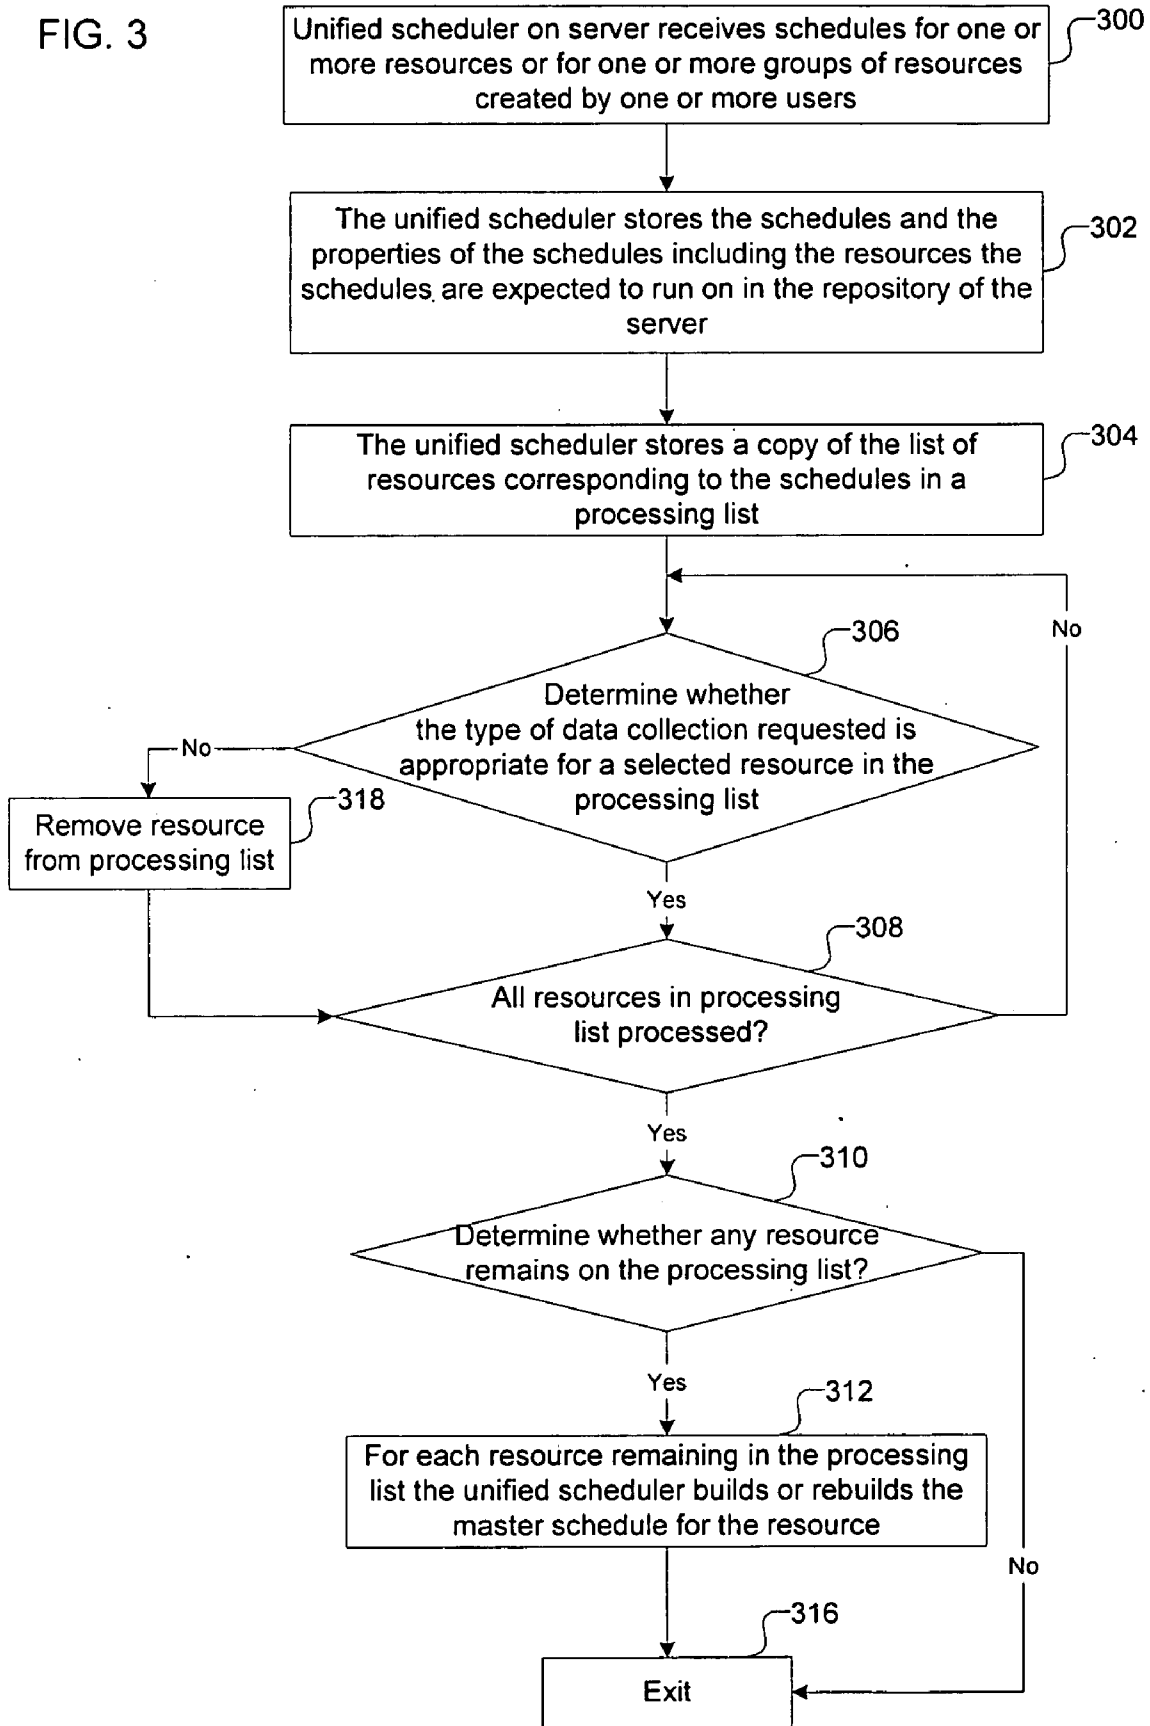 FIG. 3
Unified scheduler on server receives schedules for one or
more resources or for one or more groups of resources
created by one or more users
300
The unified scheduler stores the schedules and the
properties of the schedules including the resources the
schedules are expected to run on in the repository of the
server
302
The unified scheduler stores a copy of the list of
resources corresponding to the schedules in a
processing list
304
306
No
Determine whether
the type of data collection requested is
appropriate for a selected resource in the
processing list
No
318
Remove resource
from processing list
Yes
308
All resources in processing
list processed?
Yes
310
Determine whether any resource
remains on the processing list?
Yes
312
For each resource remaining in the processing
list the unified scheduler builds or rebuilds the
master schedule for the resource
No
316
Exit